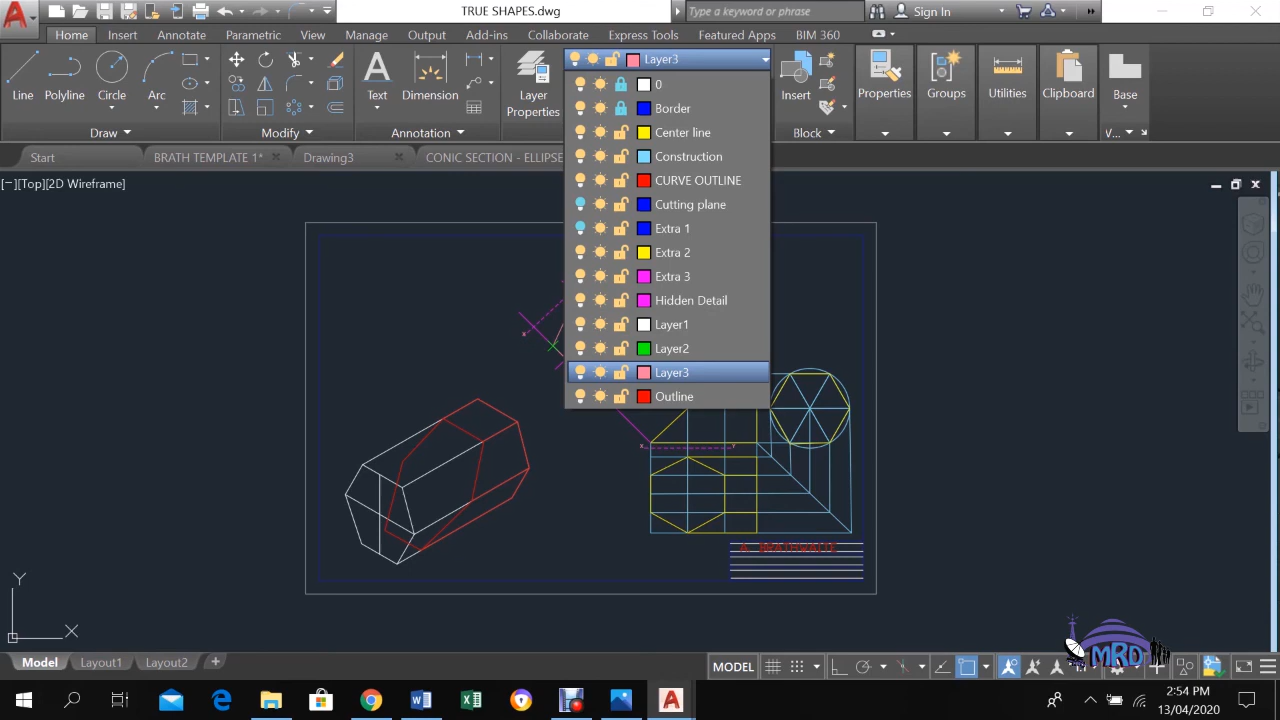 TRUE SHAPES.dwg
Type a keyword or phrase
Sign In
Home
Insert
Annotate
Parametric
View
Manage
Output
Add-ins
Collaborate
Express Tools
Featured Apps
BIM 360
Line
Polyline
Circle
Arc
Text
Dimension
Layer
Properties
Layer3
Insert
Properties
Groups
Utilities
Clipboard
Base
Draw
Modify
Annotation
Block
V...
Start
BRATH TEMPLATE 1*
Drawing3
CONIC SECTION - ELLIPSE
0
Border
Center line
Construction
CURVE OUTLINE
Cutting plane
Extra 1
Extra 2
Extra 3
Hidden Detail
Layer1
Layer2
Layer3
Outline
[−][Top][2D Wireframe]
X
X
Y
A. BRATHWAITE
Y
X
MRD
Model
Layout1
Layout2
MODEL
2:54 PM
13/04/2020